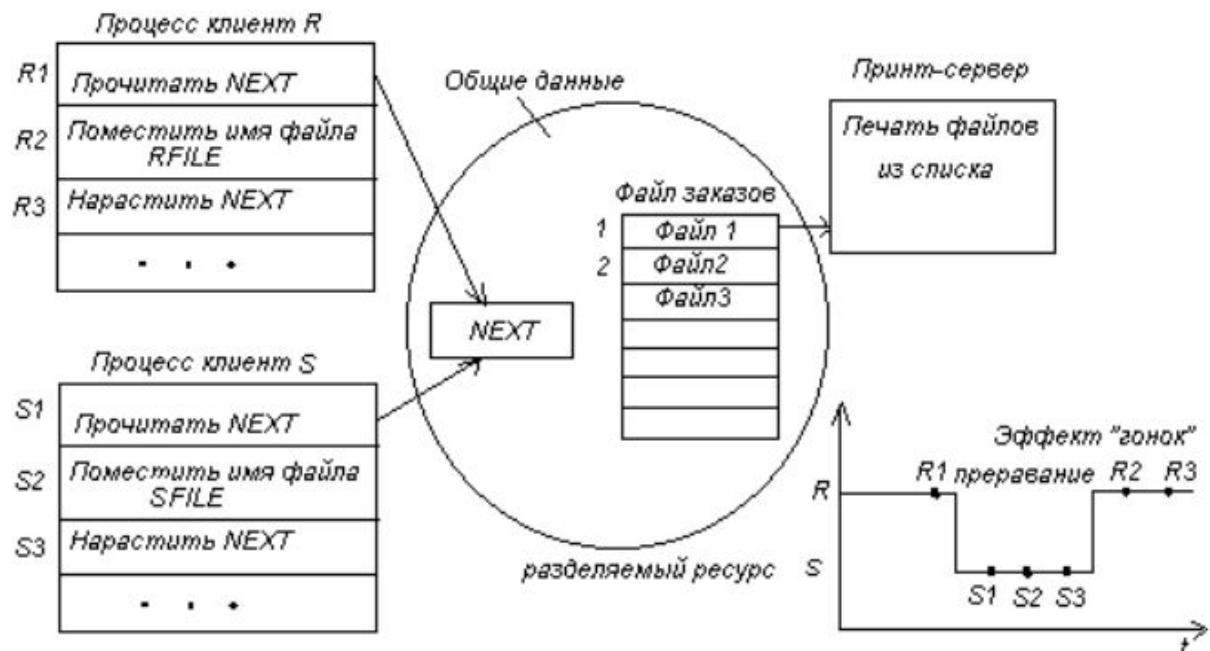 Процесс клиент R
R1
Прочитать NEXT
R2
Поместить имя файла
RFILE
R3
Нарастить NEXT
. . .
Процесс клиент S
S1
Прочитать NEXT
S2
Поместить имя файла
SFILE
S3
Нарастить NEXT
. . .
Общие данные
NEXT
Файл заказов
1
Файл 1
2
Файл2
Файл3
разделяемый ресурс
Принт-сервер
Печать файлов
из списка
Эффект "гонок"
R
R1
преравание
R2
R3
S
S1
S2
S3
t